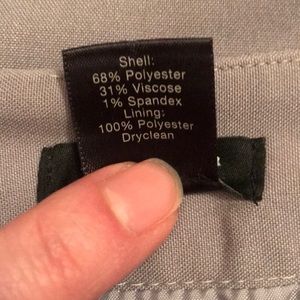 Shell:
68% Polyester
31% Viscose
1% Spandex
Lining:
100% Polyester
Dryclean